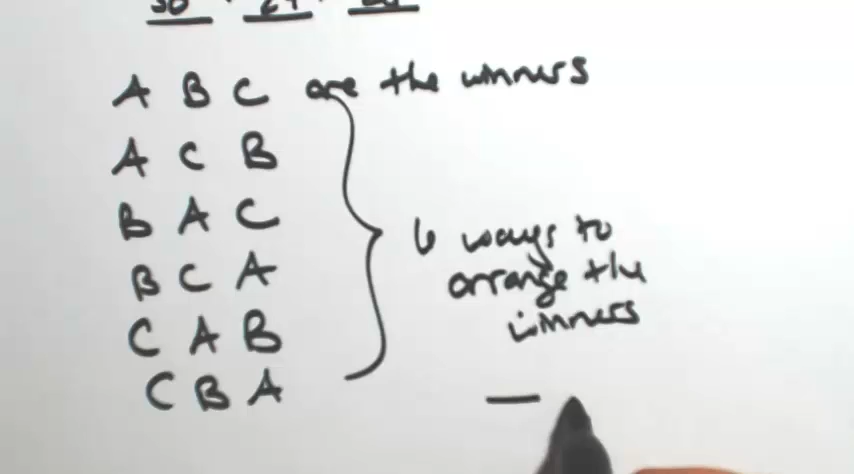 A B C are the winners
A C B
B A C
B C A
C A B
C B A
6 ways to
arrange the
winners